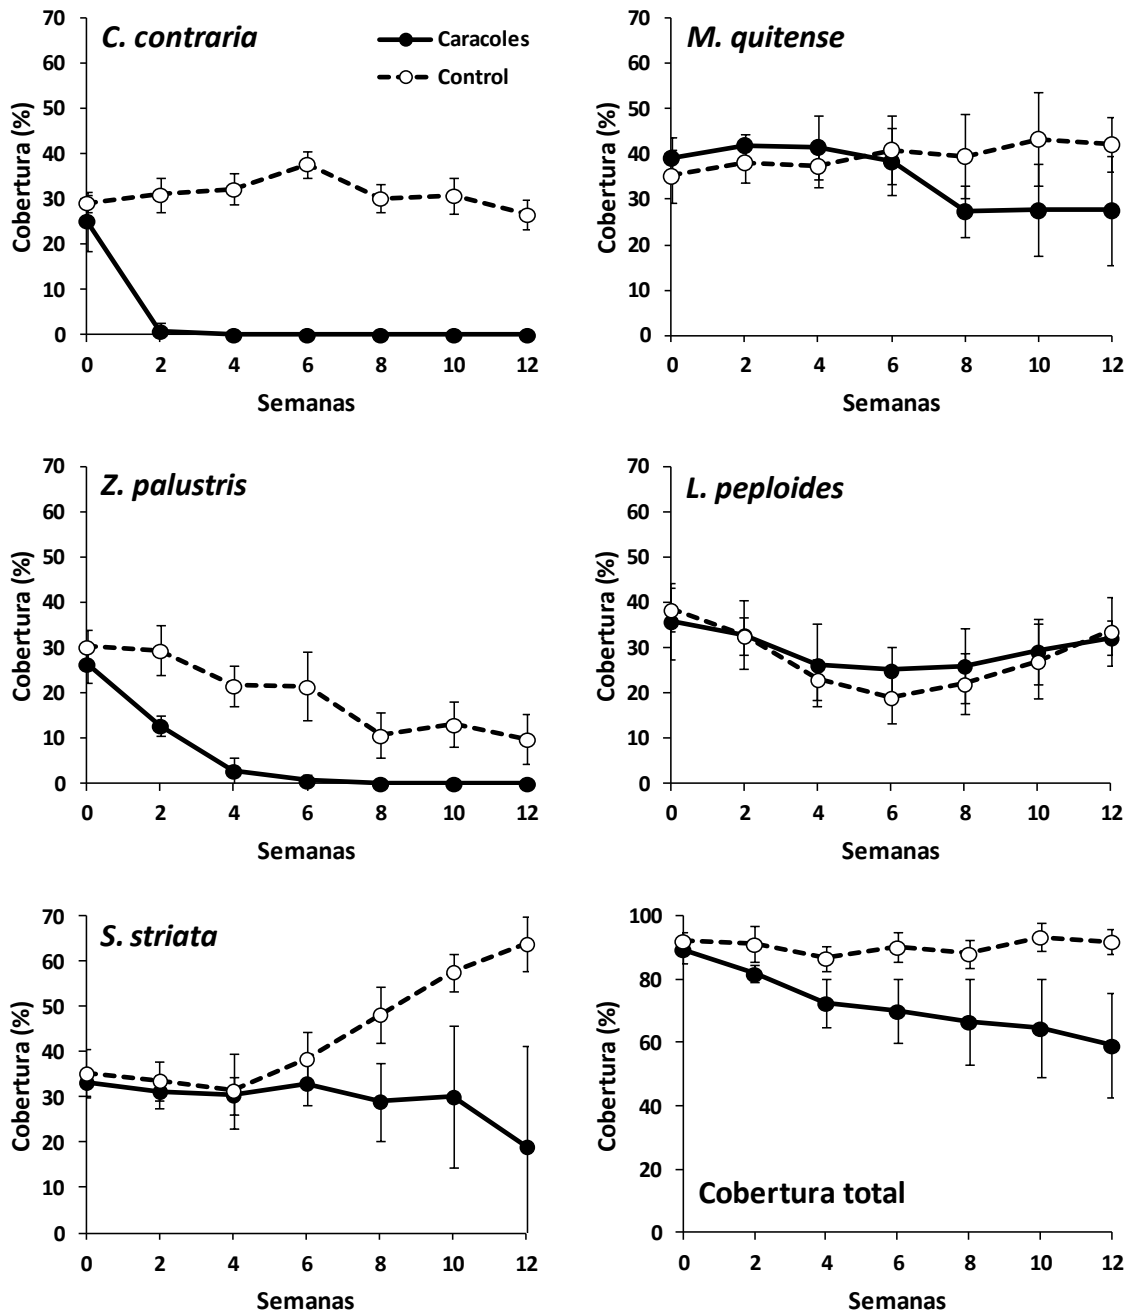 C. contraria
Caracoles
Control
70
60
50
40
30
20
10
0
Cobertura (%)
0 2 4 6 8 10 12
Semanas
M. quitense
70
60
50
40
30
20
10
0
Cobertura (%)
0 2 4 6 8 10 12
Semanas
Z. palustris
70
60
50
40
30
20
10
0
Cobertura (%)
0 2 4 6 8 10 12
Semanas
L. peploides
70
60
50
40
30
20
10
0
Cobertura (%)
0 2 4 6 8 10 12
Semanas
S. striata
70
60
50
40
30
20
10
0
Cobertura (%)
0 2 4 6 8 10 12
Semanas
100
80
60
40
20
0
Cobertura (%)
Cobertura total
0 2 4 6 8 10 12
Semanas